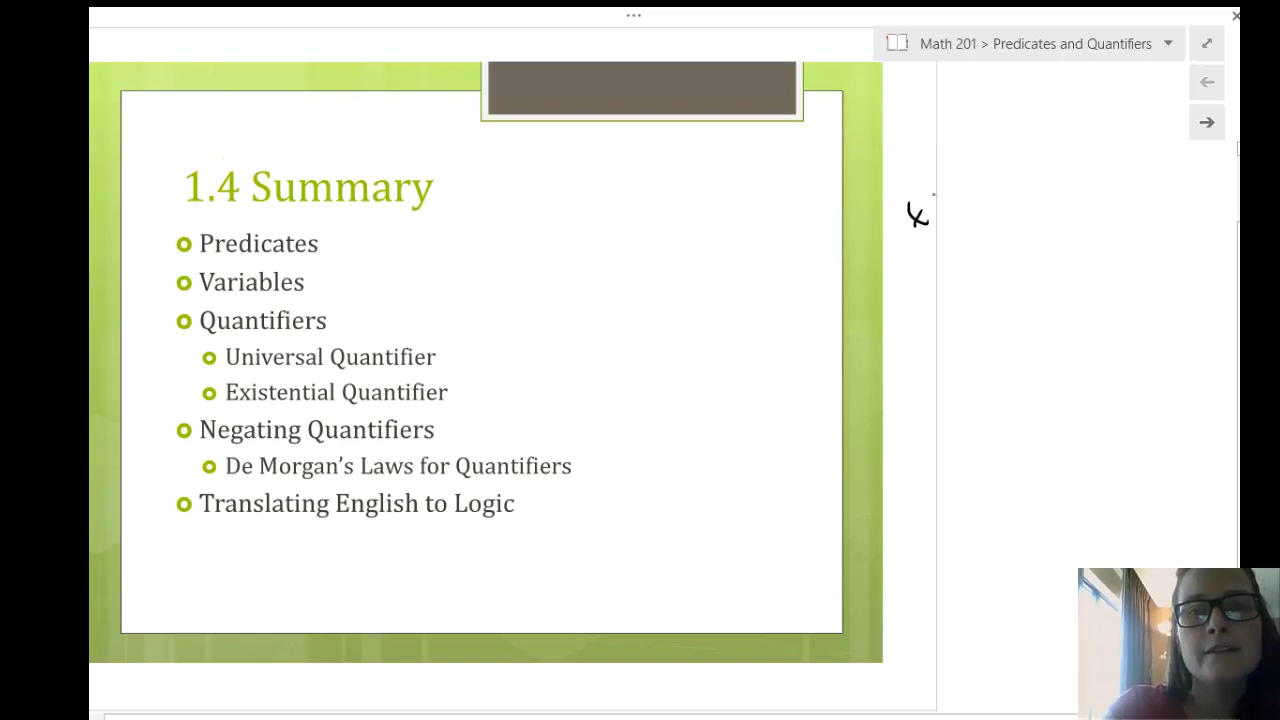 Math 201 > Predicates and Quantifiers
1.4 Summary
Predicates
Variables
Quantifiers
Universal Quantifier
Existential Quantifier
Negating Quantifiers
De Morgan’s Laws for Quantifiers
Translating English to Logic